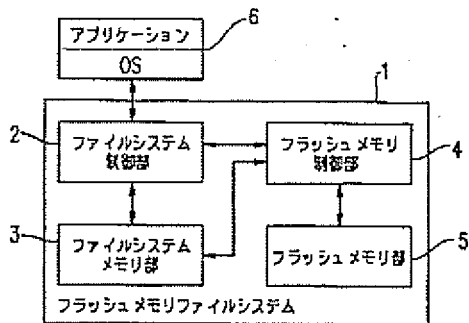 アプリケーション
OS
6
1
2
ファイルシステム
制御部
フラッシュメモリ
制御部
4
3
ファイルシステム
メモリ部
フラッシュメモリ部
5
フラッシュメモリファイルシステム